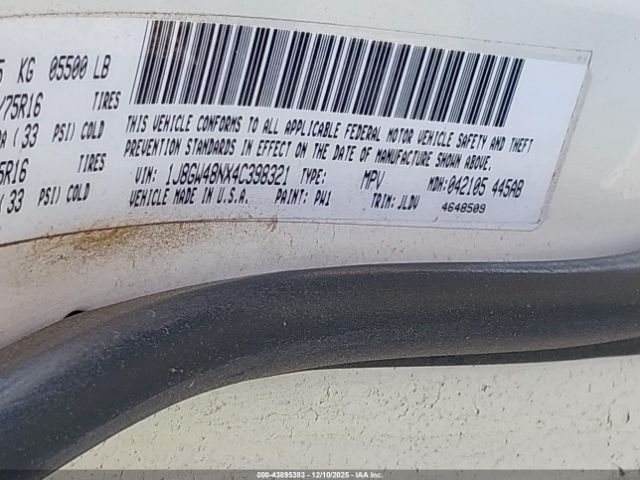 5 KG 05500 LB
/75R16 TIRES
A ( 33 PSI) COLD
5R16 TIRES
( 33 PSI) COLD
THIS VEHICLE CONFORMS TO ALL APPLICABLE FEDERAL MOTOR VEHICLE SAFETY AND THEFT
PREVENTION STANDARDS IN EFFECT ON THE DATE OF MANUFACTURE SHOWN ABOVE.
VIN: 1J8GW48NX4C398321 TYPE: MPV MDH: 042105 445AB
VEHICLE MADE IN U.S.A. PAINT: PW1 TRIM: JLDV 4648509
000-43895383 - 12/10/2025 - IAA Inc.